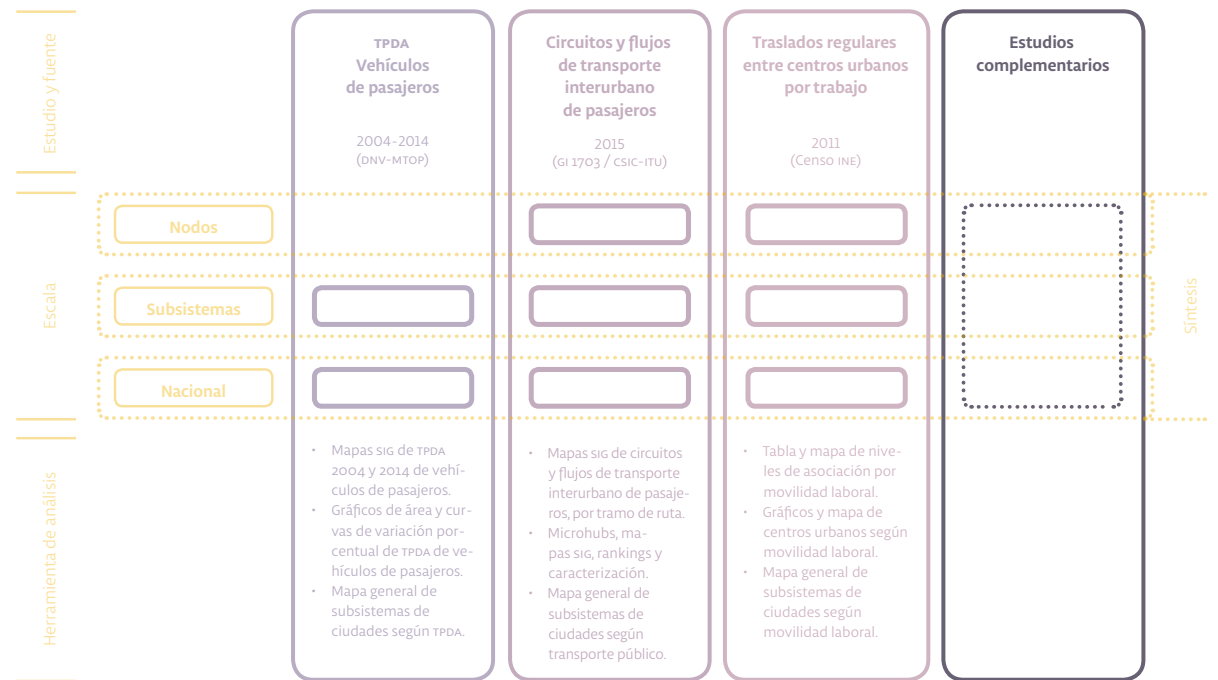 Estudio y fuente
TPDA
Vehículos
de pasajeros
2004-2014
(DNV-MTOP)
Circuitos y flujos
de transporte
interurbano
de pasajeros
2015
(GI 1703 / CSIC-ITU)
Traslados regulares
entre centros urbanos
por trabajo
2011
(Censo INE)
Estudios
complementarios
Escala
Nodos
Subsistemas
Nacional
Síntesis
Herramienta de análisis
• Mapas SIG de TPDA
2004 y 2014 de vehí-
culos de pasajeros.
• Gráficos de área y cur-
vas de variación por-
centual de TPDA de ve-
hículos de pasajeros.
• Mapa general de
subsistemas de
ciudades según TPDA.
• Mapas SIG de circuitos
y flujos de transporte
interurbano de pasaje-
ros, por tramo de ruta.
• Microhubs, ma-
pas SIG, rankings y
caracterización.
• Mapa general de
subsistemas de
ciudades según
transporte público.
• Tabla y mapa de nive-
les de asociación por
movilidad laboral.
• Gráficos y mapa de
centros urbanos según
movilidad laboral.
• Mapa general de
subsistemas de
ciudades según
movilidad laboral.